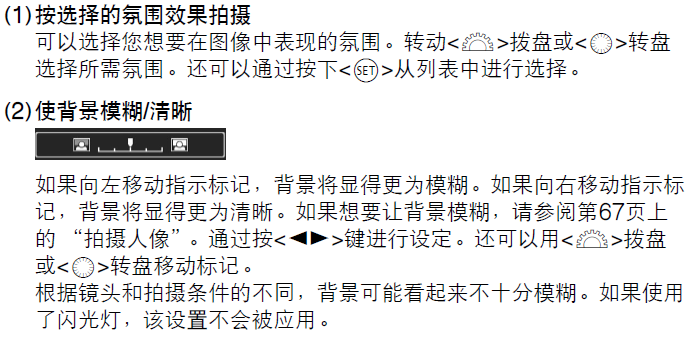 (1)按选择的氛围效果拍摄
可以选择您想要在图像中表现的氛围。转动<>拨盘或<>转盘
选择所需氛围。还可以通过按下<SET>从列表中进行选择。
(2)使背景模糊/清晰
如果向左移动指示标记，背景将显得更为模糊。如果向右移动指示标
记，背景将显得更为清晰。如果想要让背景模糊，请参阅第67页上
的“拍摄人像”。通过按<◀▶>键进行设定。还可以用<>拨盘
或<>转盘移动标记。
根据镜头和拍摄条件的不同，背景可能看起来不十分模糊。如果使用
了闪光灯，该设置不会被应用。